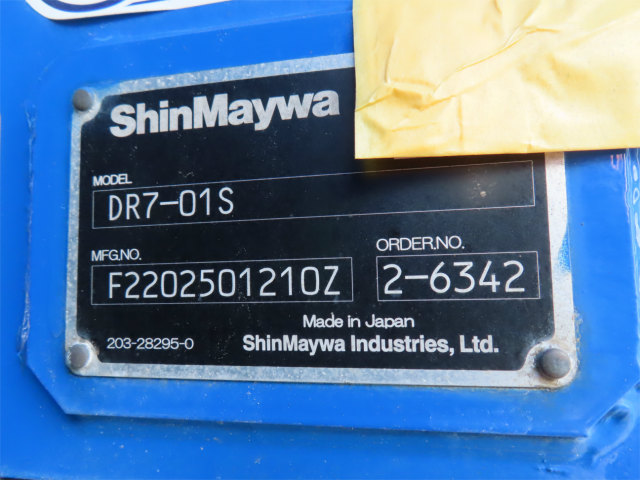 ShinMaywa
MODEL
DR7-01S
MFG.NO. ORDER.NO.
F2202501210Z 2-6342
Made in Japan
203-28295-0 ShinMaywa Industries, Ltd.